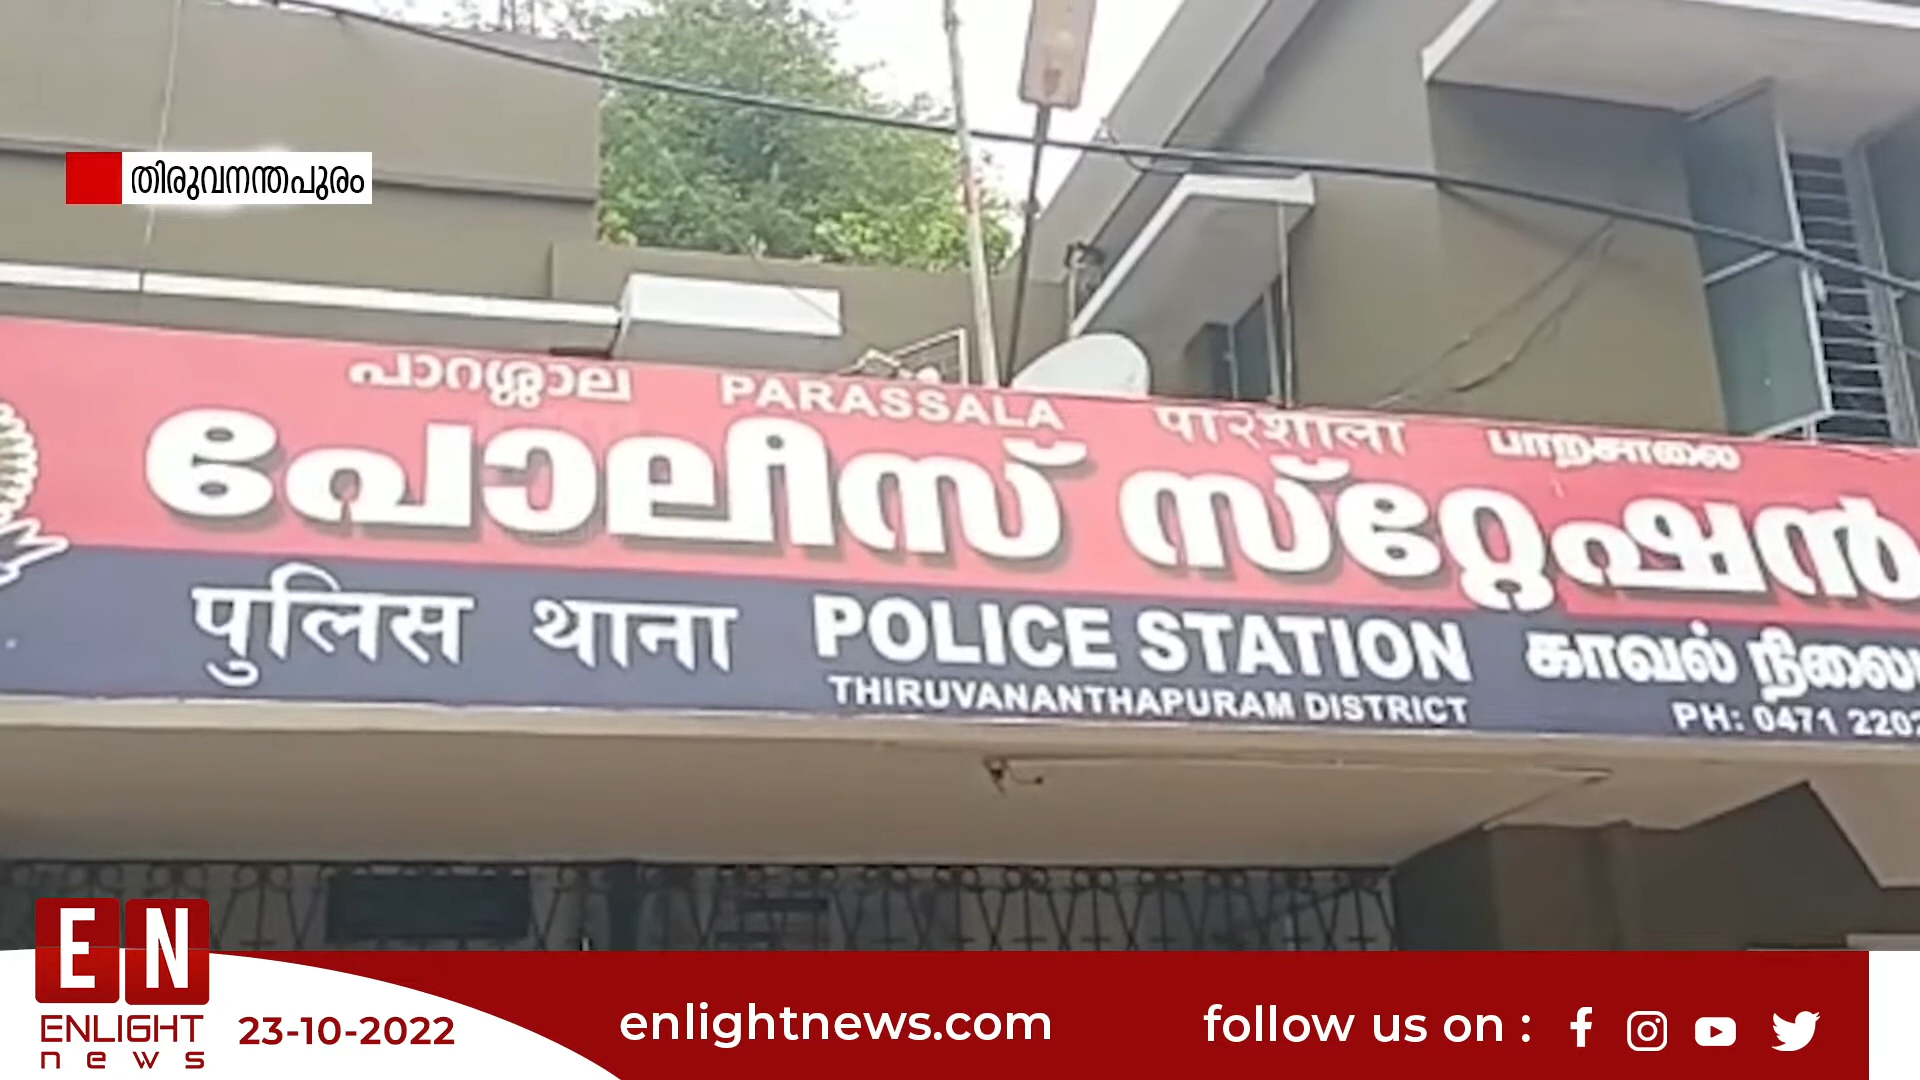 തിരുവനന്തപുരം
പാറശ്ശാല PARASSALA पारशाला பாறசாலை
പോലീസ് സ്റ്റേഷൻ
पुलिस थाना POLICE STATION காவல்
THIRUVANANTHAPURAM DISTRICT
PH: 0471
EN
ENLIGHT
news
23-10-2022
enlightnews.com
follow us on :